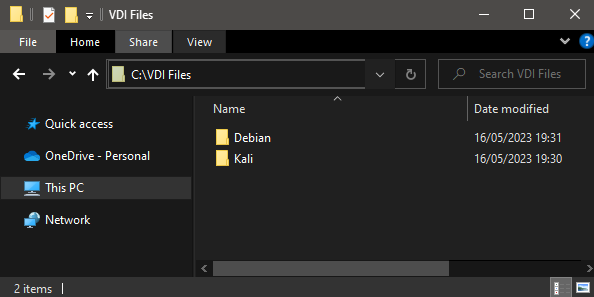 VDI Files
File Home Share View
C:\VDI Files
Search VDI Files
Name Date modified
Quick access
Debian 16/05/2023 19:31
OneDrive - Personal
Kali 16/05/2023 19:30
This PC
Network
2 items